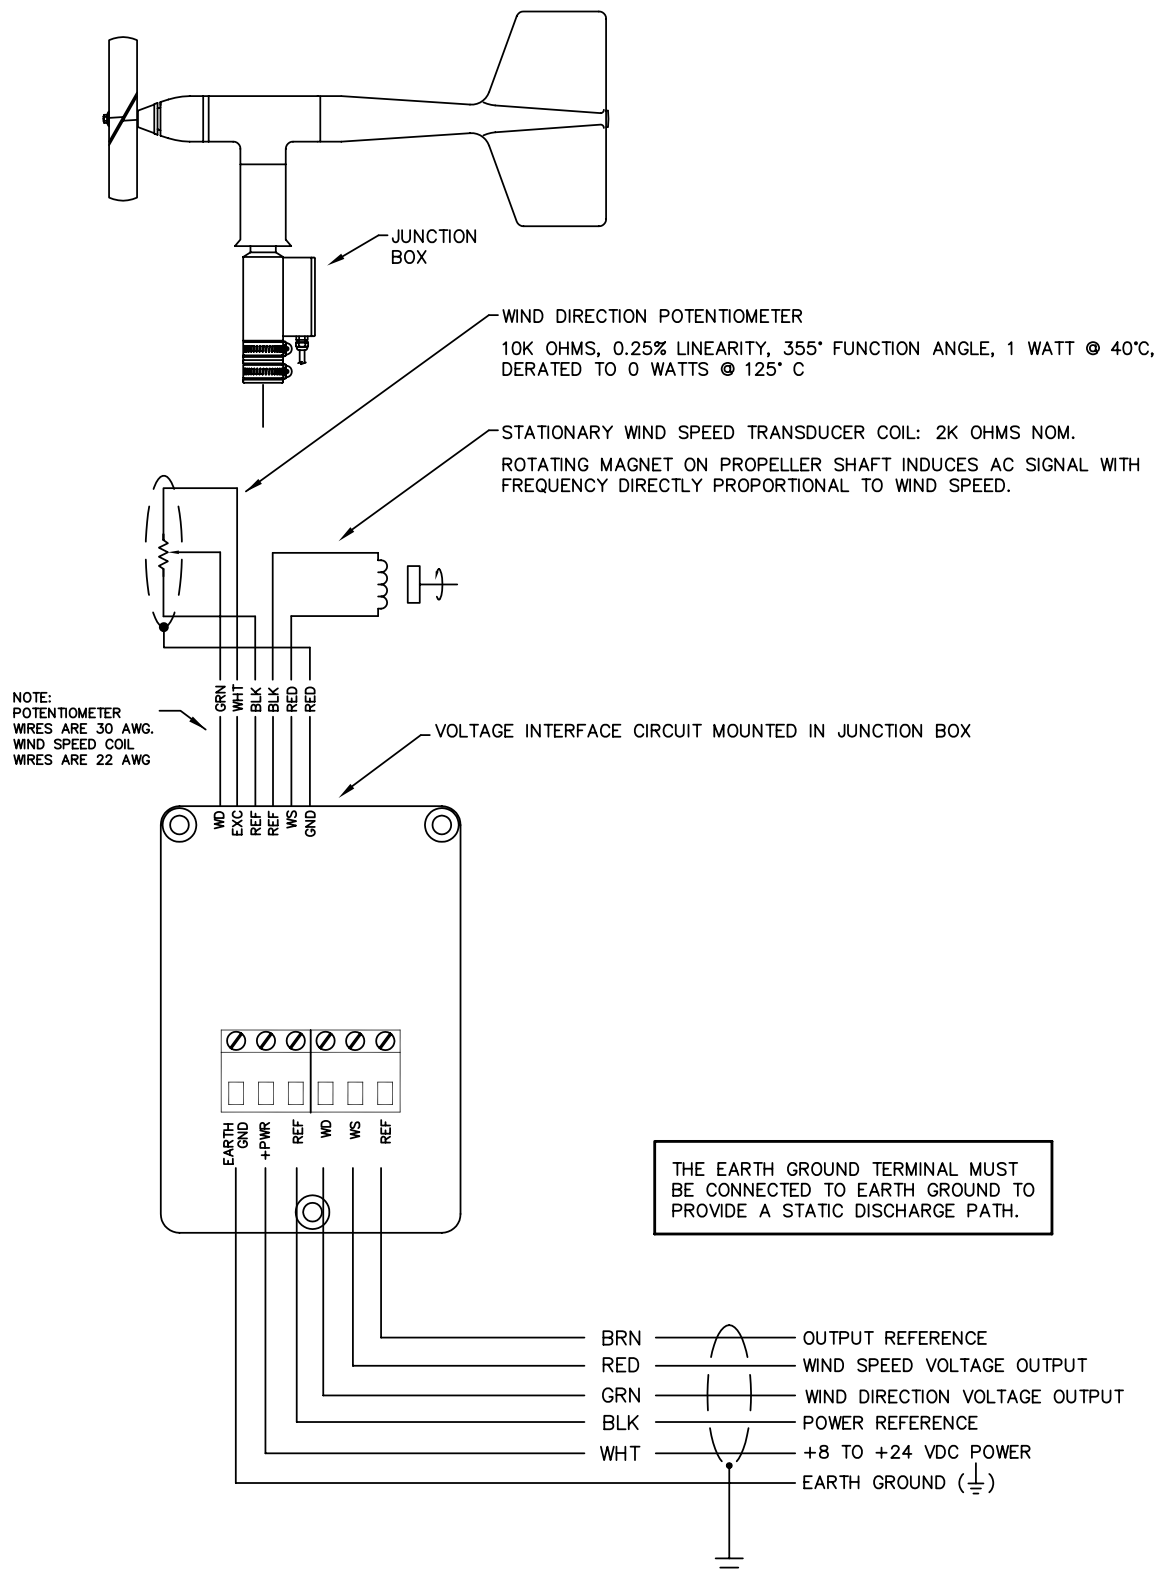 JUNCTION
BOX
WIND DIRECTION POTENTIOMETER
10K OHMS, 0.25% LINEARITY, 355° FUNCTION ANGLE, 1 WATT @ 40°C,
DERATED TO 0 WATTS @ 125° C
STATIONARY WIND SPEED TRANSDUCER COIL: 2K OHMS NOM.
ROTATING MAGNET ON PROPELLER SHAFT INDUCES AC SIGNAL WITH
FREQUENCY DIRECTLY PROPORTIONAL TO WIND SPEED.
GRN
WHT
BLK
BLK
RED
RED
NOTE:
POTENTIOMETER
WIRES ARE 30 AWG.
WIND SPEED COIL
WIRES ARE 22 AWG
VOLTAGE INTERFACE CIRCUIT MOUNTED IN JUNCTION BOX
WD
EXC
REF
REF
WS
GND
EARTH
GND
+PWR
REF
WD
WS
REF
THE EARTH GROUND TERMINAL MUST
BE CONNECTED TO EARTH GROUND TO
PROVIDE A STATIC DISCHARGE PATH.
BRN OUTPUT REFERENCE
RED WIND SPEED VOLTAGE OUTPUT
GRN WIND DIRECTION VOLTAGE OUTPUT
BLK POWER REFERENCE
WHT +8 TO +24 VDC POWER
EARTH GROUND (⏚)